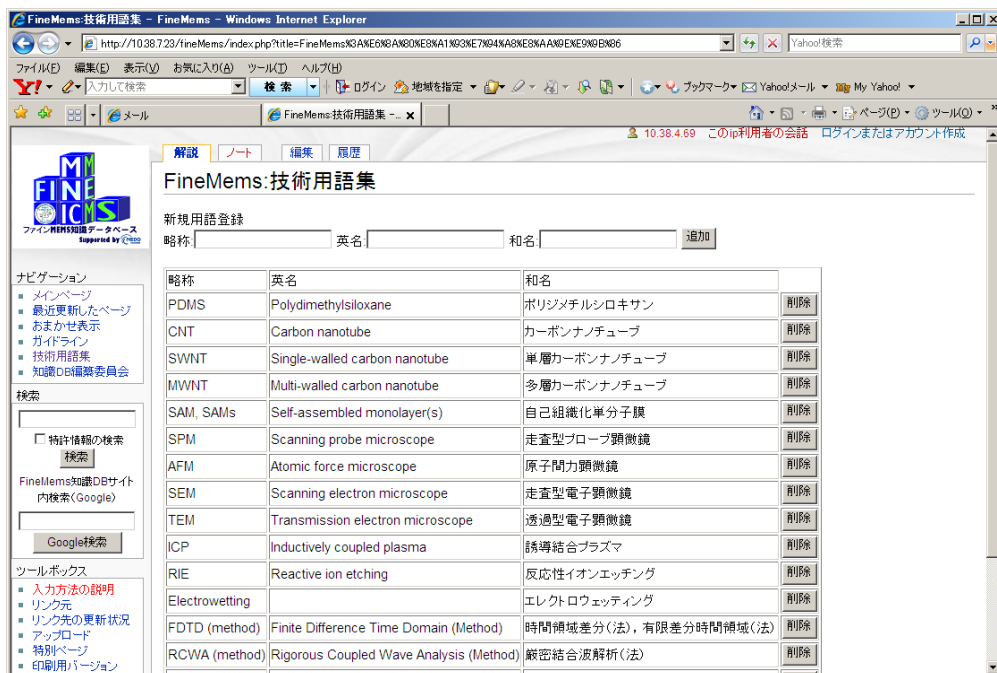 FineMems:技術用語集 - FineMems - Windows Internet Explorer
http://10.38.7.23/fineMems/index.php?title=FineMems%3A%E6%8A%80%E8%A1%93%E7%94%A8%E8%AA%9E%E9%9B%86
Yahoo!検索
ファイル(F) 編集(E) 表示(V) お気に入り(A) ツール(T) ヘルプ(H)
Y! 入力して検索 検索 ログイン 地域を指定 ブックマーク Yahoo!メール My Yahoo!
メール FineMems:技術用語集 -... ページ(P) ツール(O)
10.38.4.69 このip利用者の会話 ログインまたはアカウント作成
解説 ノート 編集 履歴
FineMems:技術用語集
新規用語登録
略称: 英名: 和名: 追加
略称 英名 和名
PDMS Polydimethylsiloxane ポリジメチルシロキサン 削除
CNT Carbon nanotube カーボンナノチューブ 削除
SWNT Single-walled carbon nanotube 単層カーボンナノチューブ 削除
MWNT Multi-walled carbon nanotube 多層カーボンナノチューブ 削除
SAM, SAMs Self-assembled monolayer(s) 自己組織化単分子膜 削除
SPM Scanning probe microscope 走査型プローブ顕微鏡 削除
AFM Atomic force microscope 原子間力顕微鏡 削除
SEM Scanning electron microscope 走査型電子顕微鏡 削除
TEM Transmission electron microscope 透過型電子顕微鏡 削除
ICP Inductively coupled plasma 誘導結合プラズマ 削除
RIE Reactive ion etching 反応性イオンエッチング 削除
Electrowetting エレクトロウェッティング 削除
FDTD (method) Finite Difference Time Domain (Method) 時間領域差分(法), 有限差分時間領域(法) 削除
RCWA (method) Rigorous Coupled Wave Analysis (Method) 厳密結合波解析(法) 削除
MM
FINE
IC MS
ファインMEMS知識データベース
Supported by NEDO
ナビゲーション
メインページ
最近更新したページ
おまかせ表示
ガイドライン
技術用語集
知識DB編纂委員会
検索
特許情報の検索
検索
FineMems知識DBサイト
内検索(Google)
Google検索
ツールボックス
入力方法の説明
リンク元
リンク先の更新状況
アップロード
特別ページ
印刷用バージョン